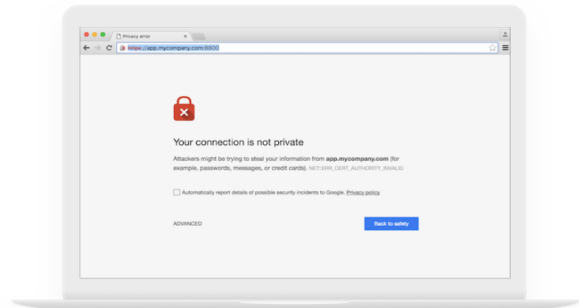 Privacy error
https://app.mycompany.com:8800
Your connection is not private
Attackers might be trying to steal your information from app.mycompany.com (for
example, passwords, messages, or credit cards). NET::ERR_CERT_AUTHORITY_INVALID
Automatically report details of possible security incidents to Google. Privacy policy
ADVANCED
Back to safety